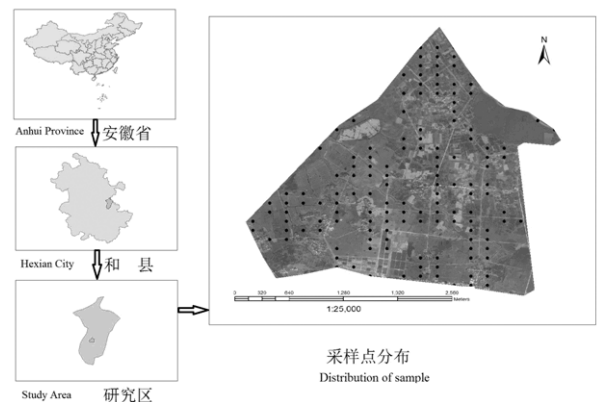 Anhui Province 安徽省
Hexian City 和 县
Study Area 研究区
N
0 320 640 1,280 1,920 2,560
Meters
1:25,000
采样点分布
Distribution of sample